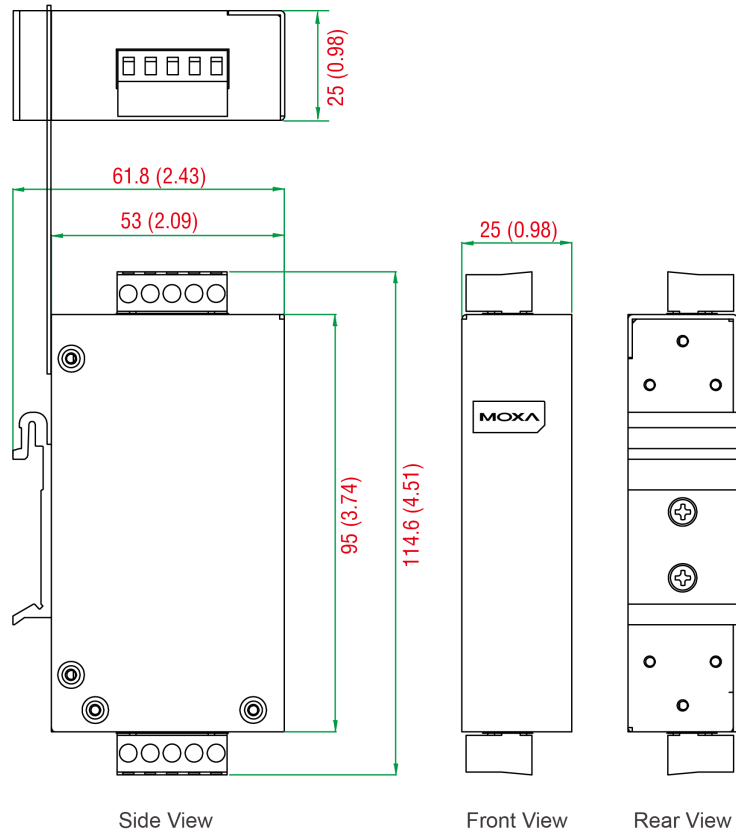 25 (0.98)
61.8 (2.43)
53 (2.09)
25 (0.98)
MOXA
95 (3.74)
114.6 (4.51)
Side View
Front View
Rear View